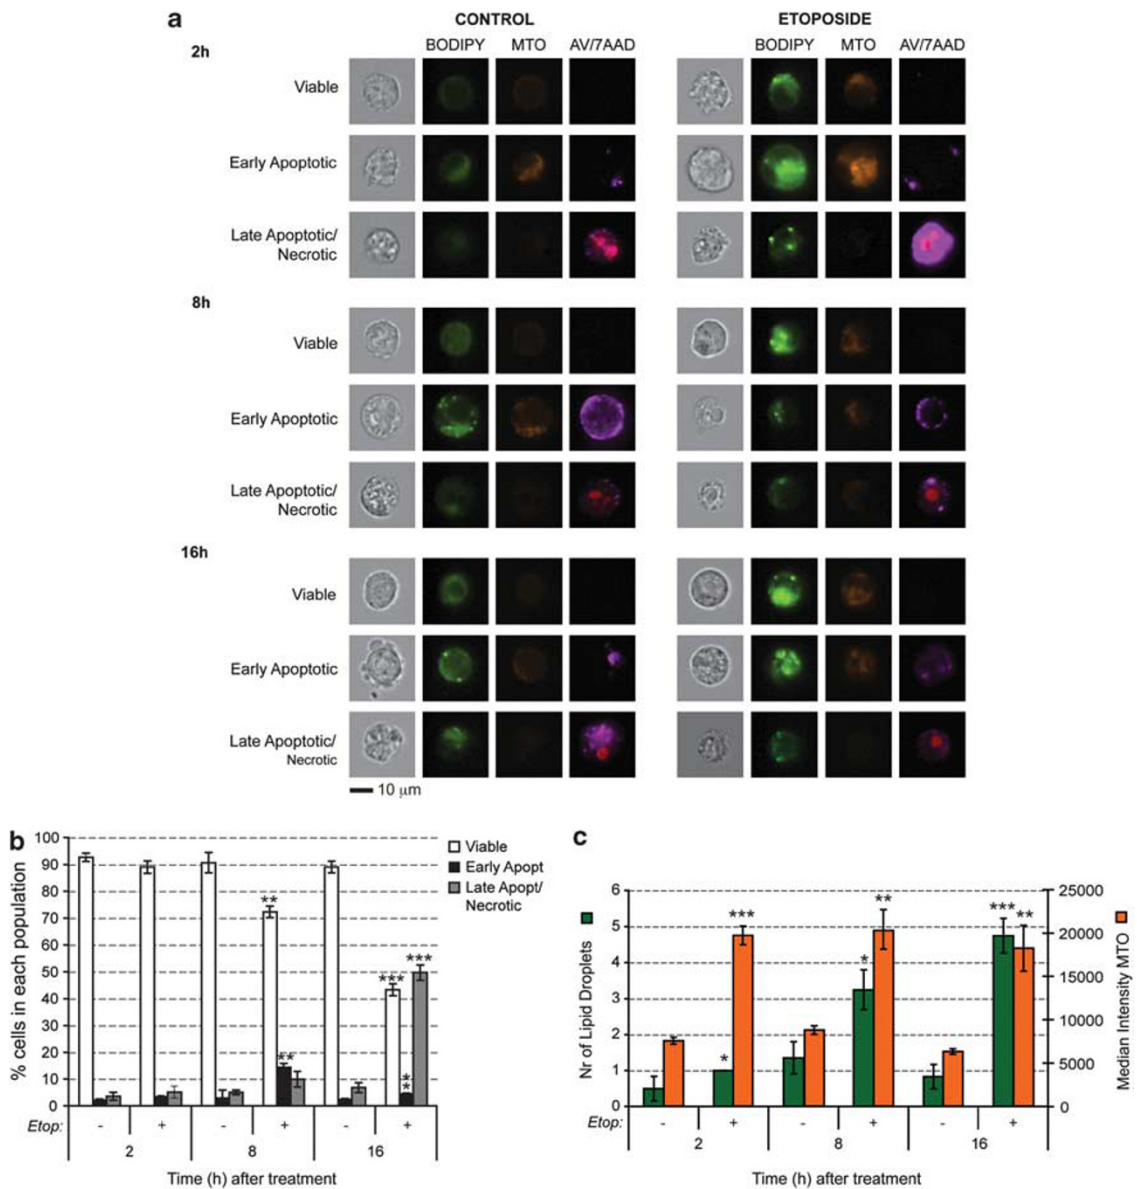 a
CONTROL ETOPOSIDE
BODIPY MTO AV/7AAD BODIPY MTO AV/7AAD
2h
Viable
Early Apoptotic
Late Apoptotic/
Necrotic
8h
Viable
Early Apoptotic
Late Apoptotic/
Necrotic
16h
Viable
Early Apoptotic
Late Apoptotic/
Necrotic
10 µm
b
% cells in each population
100
90
80
70
60
50
40
30
20
10
0
**
**
***
**
***
Viable
Early Apopt
Late Apopt/
Necrotic
Etop: - + - + - +
2 8 16
Time (h) after treatment
c
Nr of Lipid Droplets
6
5
4
3
2
1
0
*
***
*
**
***
**
25000
20000
15000
10000
5000
0
Median Intensity MTO
Etop: - + - + - +
2 8 16
Time (h) after treatment